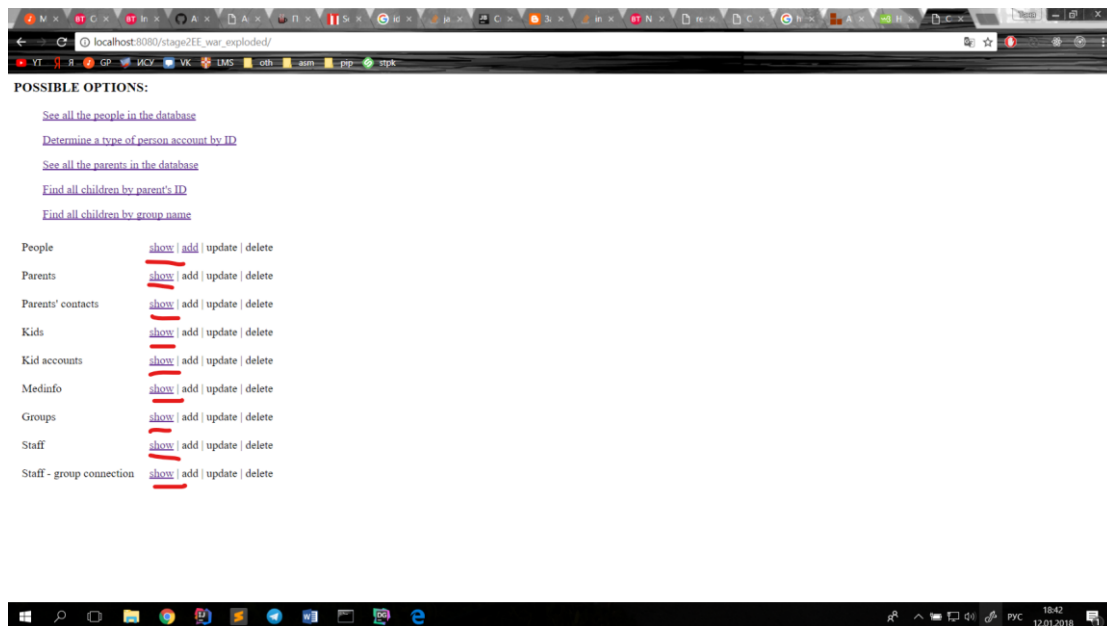 localhost:8080/stage2EE_war_exploded/
YT Я GP ИСУ VK LMS oth asm pip stpk
POSSIBLE OPTIONS:
See all the people in the database
Determine a type of person account by ID
See all the parents in the database
Find all children by parent's ID
Find all children by group name
People show | add | update | delete
Parents show | add | update | delete
Parents' contacts show | add | update | delete
Kids show | add | update | delete
Kid accounts show | add | update | delete
Medinfo show | add | update | delete
Groups show | add | update | delete
Staff show | add | update | delete
Staff - group connection show | add | update | delete
РУС
18:42
12.01.2018